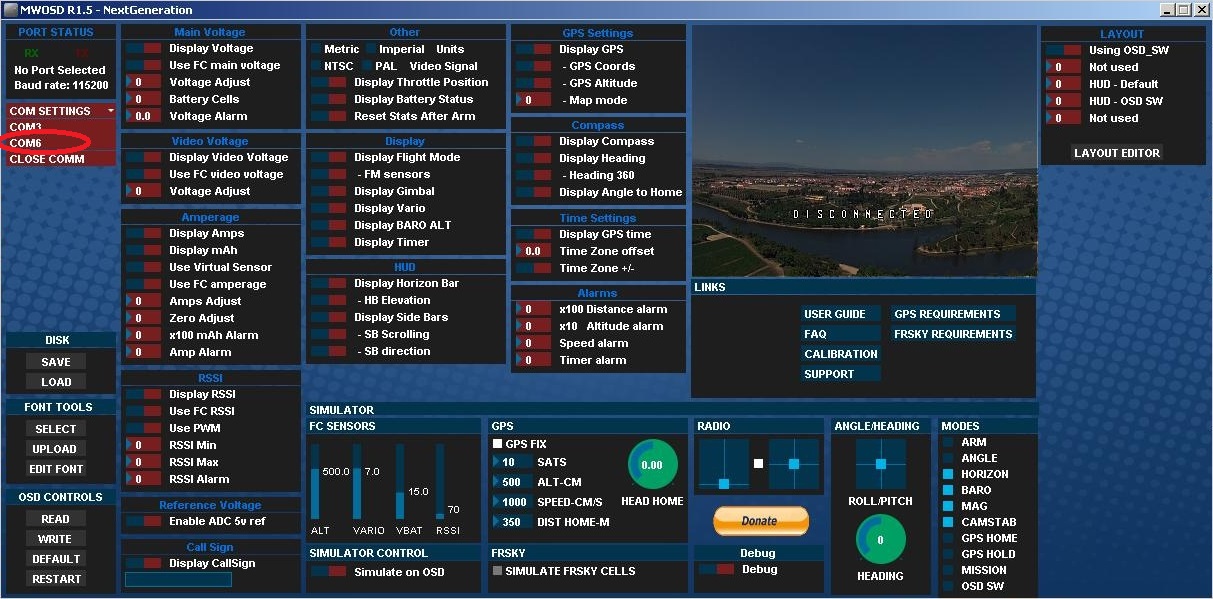 MWOSD R1.5 - NextGeneration
PORT STATUS
RX TX
No Port Selected
Baud rate: 115200
COM SETTINGS
COM3
COM6
CLOSE COMM
DISK
SAVE
LOAD
FONT TOOLS
SELECT
UPLOAD
EDIT FONT
OSD CONTROLS
READ
WRITE
DEFAULT
RESTART
Main Voltage
Display Voltage
Use FC main voltage
0 Voltage Adjust
0 Battery Cells
0.0 Voltage Alarm
Video Voltage
Display Video Voltage
Use FC video voltage
0 Voltage Adjust
Amperage
Display Amps
Display mAh
Use Virtual Sensor
Use FC amperage
0 Amps Adjust
0 Zero Adjust
0 x100 mAh Alarm
0 Amp Alarm
RSSI
Display RSSI
Use FC RSSI
Use PWM
0 RSSI Min
0 RSSI Max
0 RSSI Alarm
Reference Voltage
Enable ADC 5v ref
Call Sign
Display CallSign
Other
Metric Imperial Units
NTSC PAL Video Signal
Display Throttle Position
Display Battery Status
Reset Stats After Arm
Display
Display Flight Mode
- FM sensors
Display Gimbal
Display Vario
Display BARO ALT
Display Timer
HUD
Display Horizon Bar
- HB Elevation
Display Side Bars
- SB Scrolling
- SB direction
GPS Settings
Display GPS
- GPS Coords
- GPS Altitude
0 - Map mode
Compass
Display Compass
Display Heading
- Heading 360
Display Angle to Home
Time Settings
Display GPS time
0.0 Time Zone offset
Time Zone +/-
Alarms
0 x100 Distance alarm
0 x10 Altitude alarm
0 Speed alarm
0 Timer alarm
DISCONNECTED
LINKS
USER GUIDE GPS REQUIREMENTS
FAQ FRSKY REQUIREMENTS
CALIBRATION
SUPPORT
LAYOUT
Using OSD_SW
0 Not used
0 HUD - Default
0 HUD - OSD SW
0 Not used
LAYOUT EDITOR
SIMULATOR
FC SENSORS
500.0 7.0 15.0 70
ALT VARIO VBAT RSSI
SIMULATOR CONTROL
Simulate on OSD
GPS
GPS FIX
10 SATS
500 ALT-CM
1000 SPEED-CM/S
350 DIST HOME-M
0.00
HEAD HOME
FRSKY
SIMULATE FRSKY CELLS
RADIO
Donate
Debug
Debug
ANGLE/HEADING
ROLL/PITCH
0
HEADING
MODES
ARM
ANGLE
HORIZON
BARO
MAG
CAMSTAB
GPS HOME
GPS HOLD
MISSION
OSD SW